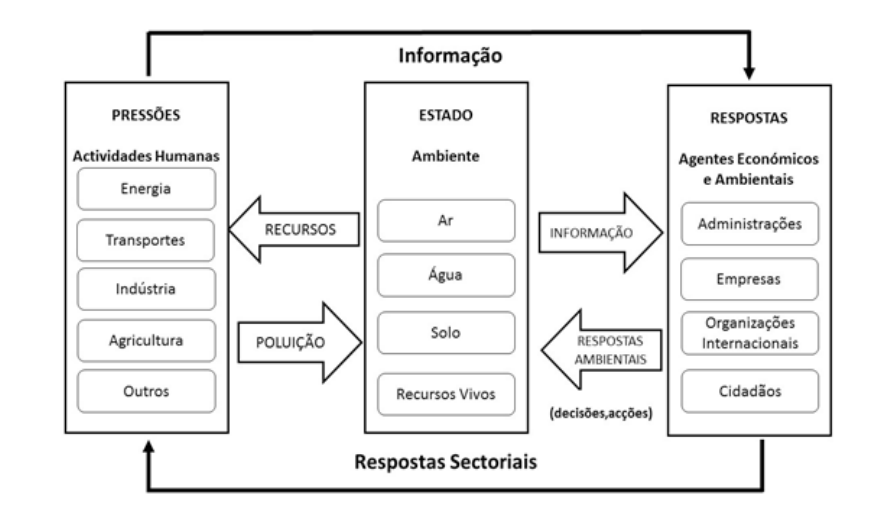 Informação
PRESSÕES
Actividades Humanas
Energia
Transportes
Indústria
Agricultura
Outros
RECURSOS
POLUIÇÃO
ESTADO
Ambiente
Ar
Água
Solo
Recursos Vivos
INFORMAÇÃO
RESPOSTAS
AMBIENTAIS
(decisões,acções)
RESPOSTAS
Agentes Económicos
e Ambientais
Administrações
Empresas
Organizações
Internacionais
Cidadãos
Respostas Sectoriais